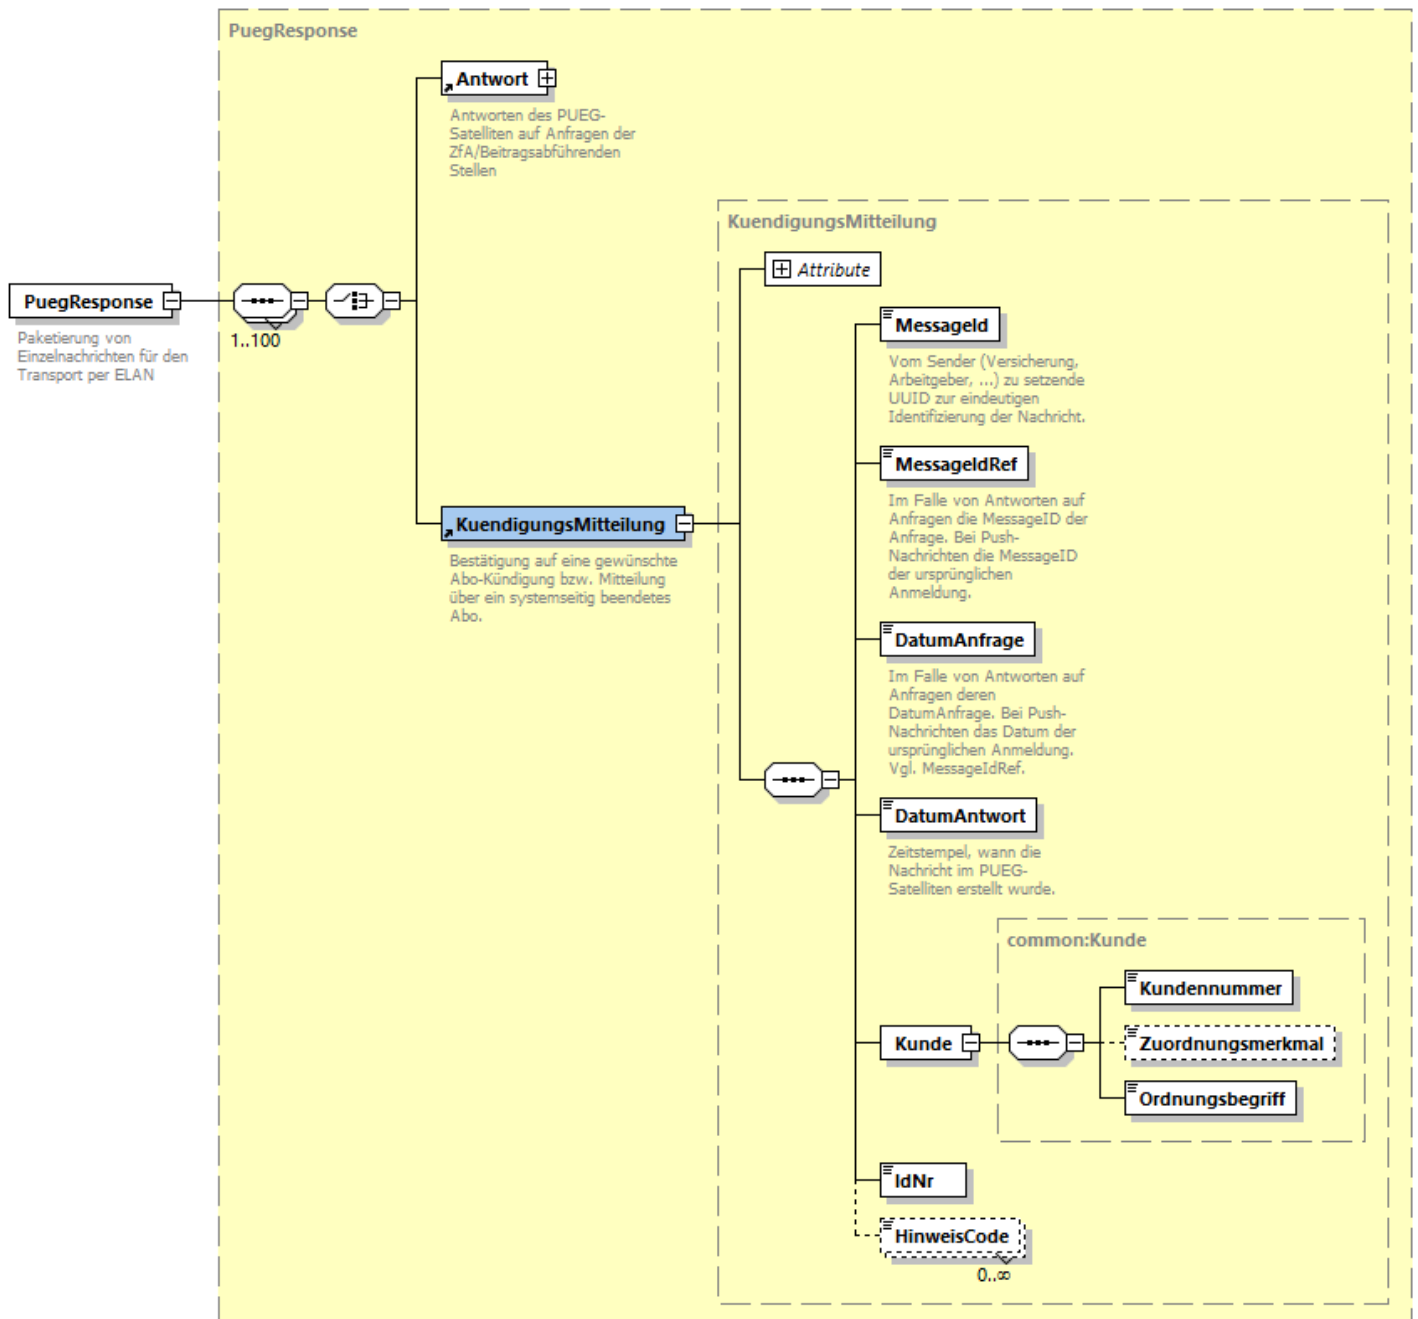 PuegResponse
Antwort
Antworten des PUEG-
Satelliten auf Anfragen der
ZfA/Beitragsabführenden
Stellen
KuendigungsMitteilung
Attribute
PuegResponse
Paketierung von
Einzelnachrichten für den
Transport per ELAN
1..100
MessageId
Vom Sender (Versicherung,
Arbeitgeber, ...) zu setzende
UUID zur eindeutigen
Identifizierung der Nachricht.
MessageIdRef
Im Falle von Antworten auf
Anfragen die MessageID der
Anfrage. Bei Push-
Nachrichten die MessageID
der ursprünglichen
Anmeldung.
KuendigungsMitteilung
Bestätigung auf eine gewünschte
Abo-Kündigung bzw. Mitteilung
über ein systemseitig beendetes
Abo.
DatumAnfrage
Im Falle von Antworten auf
Anfragen deren
DatumAnfrage. Bei Push-
Nachrichten das Datum der
ursprünglichen Anmeldung.
Vgl. MessageIdRef.
DatumAntwort
Zeitstempel, wann die
Nachricht im PUEG-
Satelliten erstellt wurde.
common:Kunde
Kundennummer
Kunde
Zuordnungsmerkmal
Ordnungsbegriff
IdNr
HinweisCode
0..∞